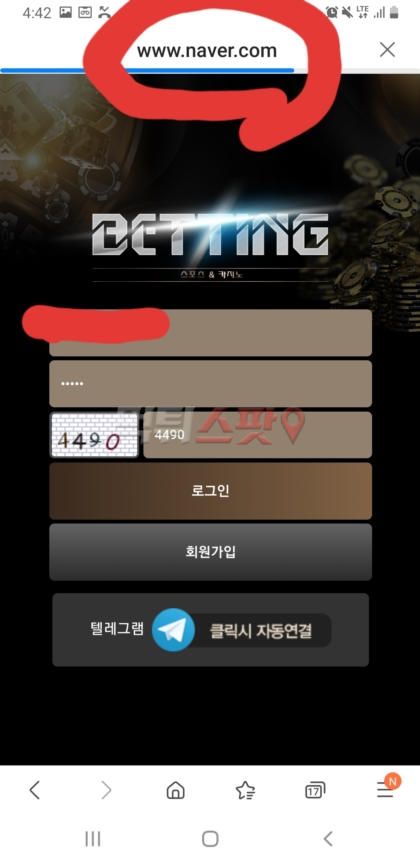 4:42 LTE
www.naver.com
BETTING
스포츠 & 카지노
•••••
4490 4490
먹튀스팟
로그인
회원가입
텔레그램 클릭시 자동연결
17 N